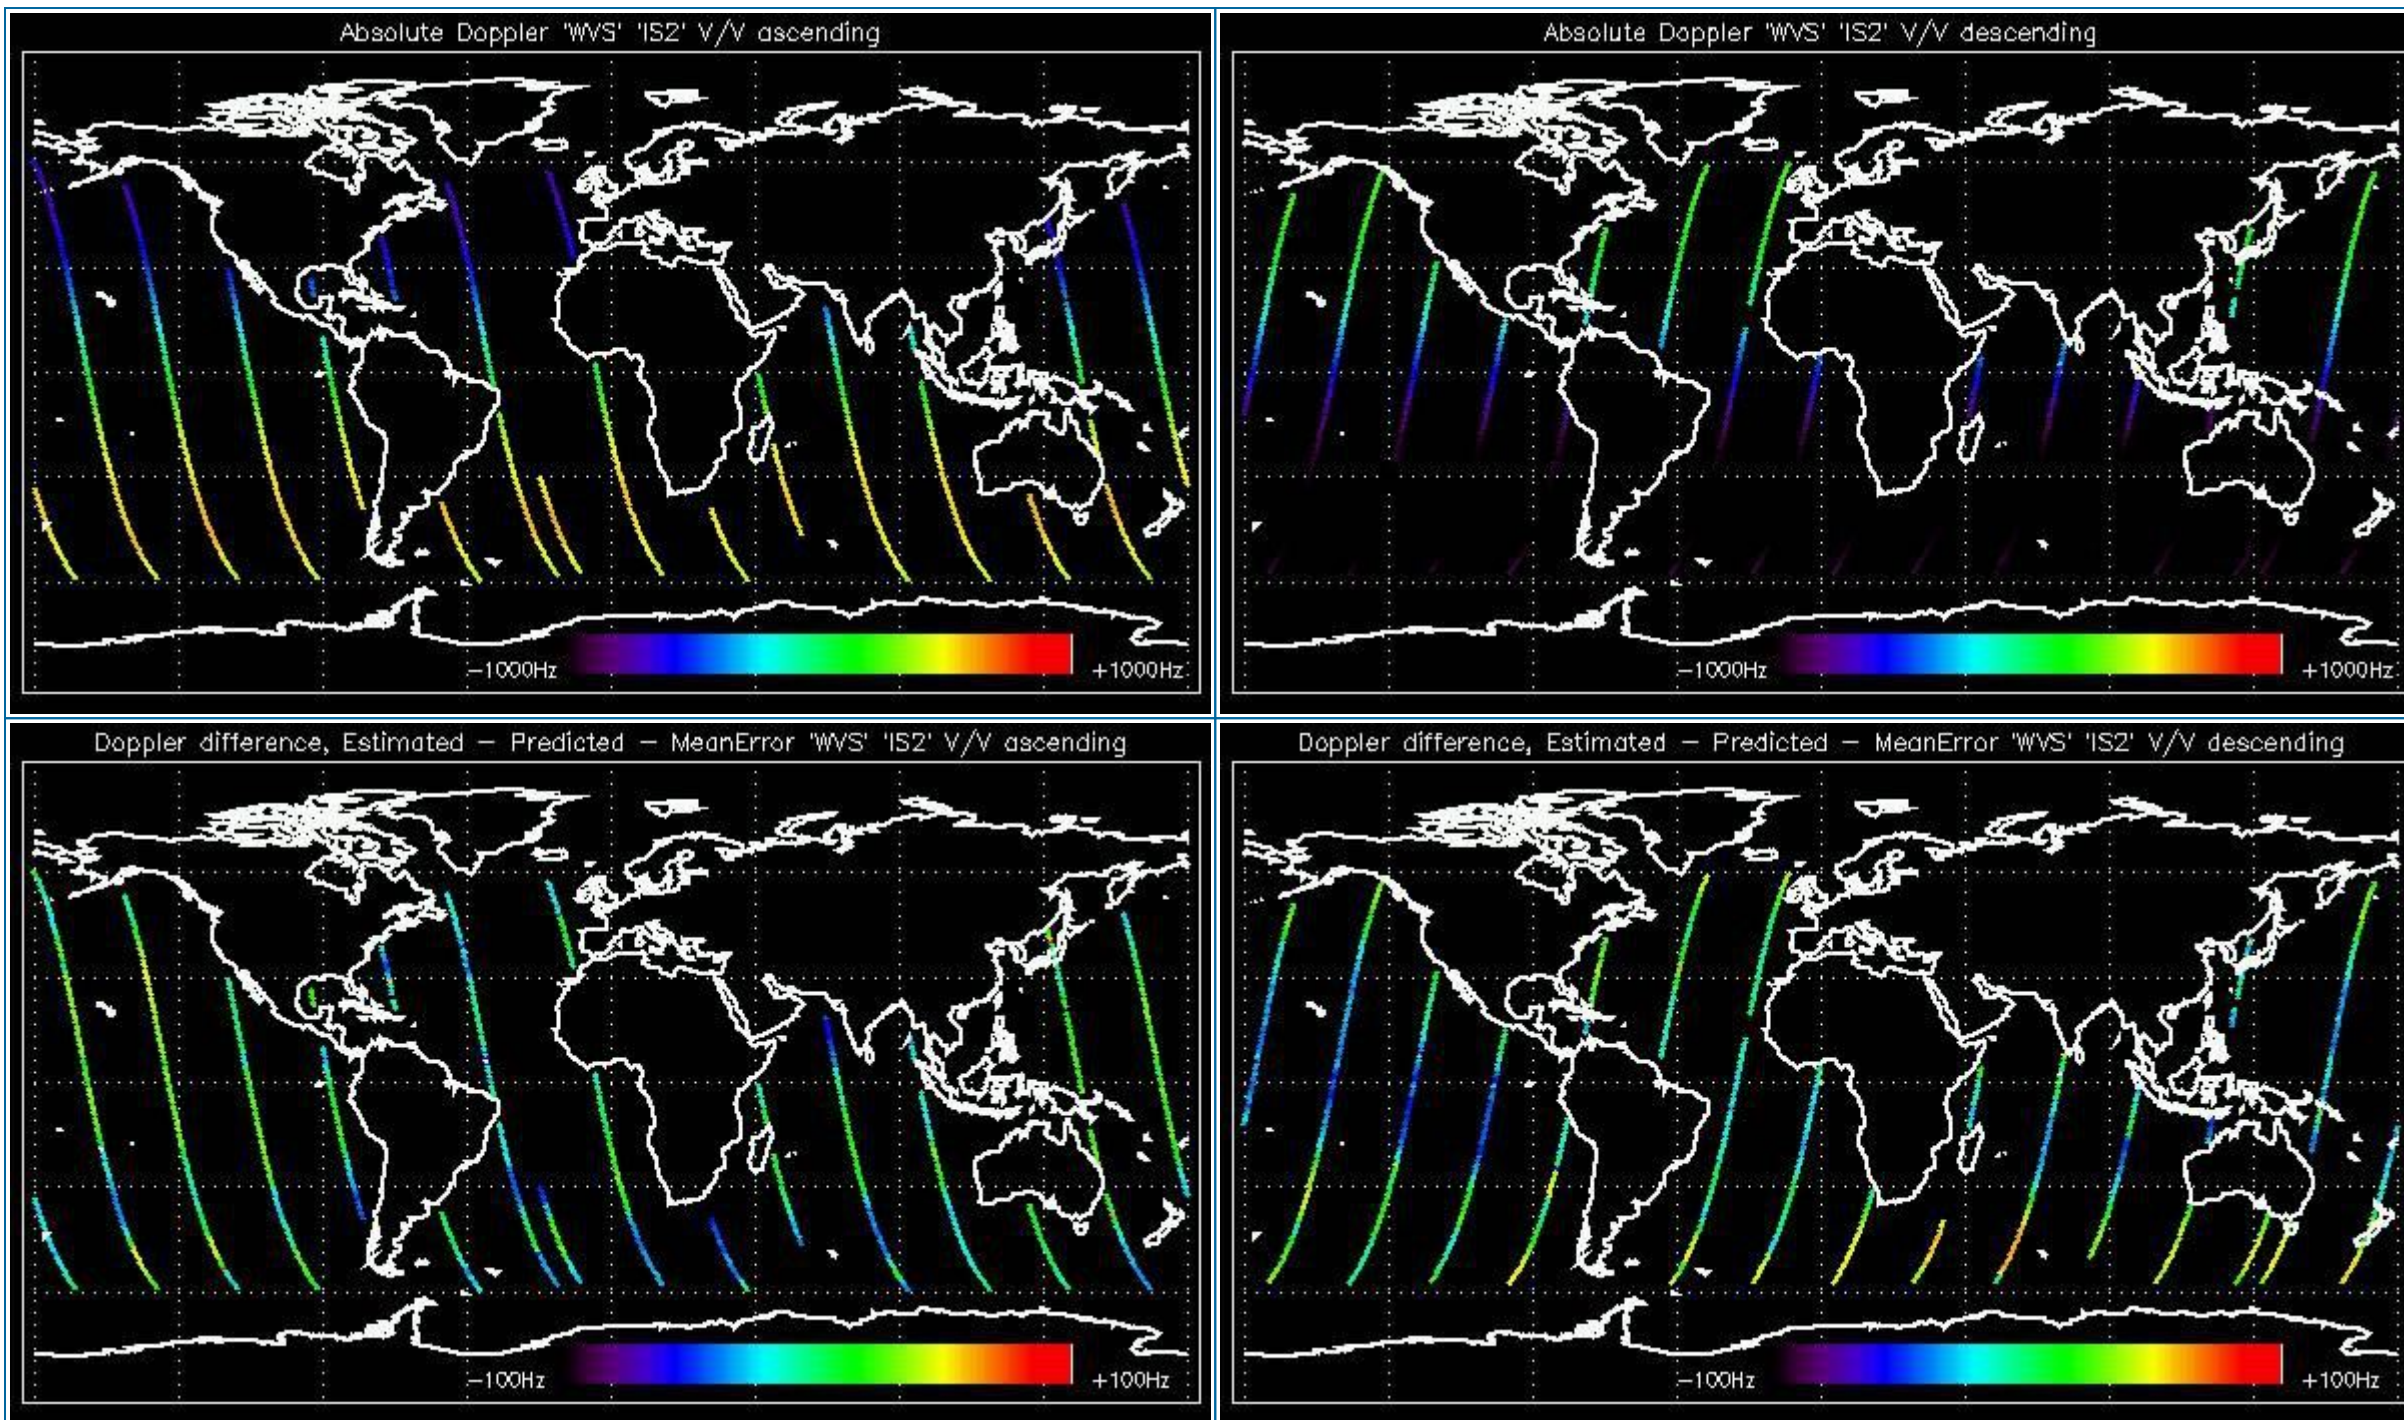 Absolute Doppler 'WVS' 'IS2' V/V ascending
-1000Hz
+1000Hz
Absolute Doppler 'WVS' 'IS2' V/V descending
-1000Hz
+1000Hz
Doppler difference, Estimated - Predicted - MeanError 'WVS' 'IS2' V/V ascending
-100Hz
+100Hz
Doppler difference, Estimated - Predicted - MeanError 'WVS' 'IS2' V/V descending
-100Hz
+100Hz